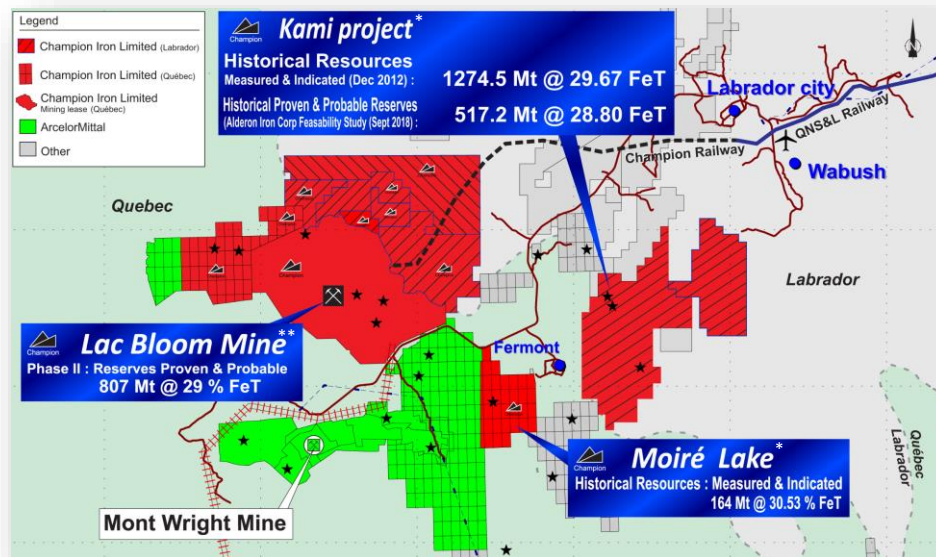 Legend
Champion Iron Limited (Labrador)
Champion Iron Limited (Québec)
Champion Iron Limited
Mining lease (Québec)
ArcelorMittal
Other
Champion
Kami project*
Historical Resources
Measured & Indicated (Dec 2012) : 1274.5 Mt @ 29.67 FeT
Historical Proven & Probable Reserves
(Alderon Iron Corp Feasability Study (Sept 2018) : 517.2 Mt @ 28.80 FeT
Labrador city
QNS&L Railway
Champion Railway
Wabush
Quebec
Labrador
Champion
Champion
Lac Bloom Mine**
Phase II : Reserves Proven & Probable
807 Mt @ 29 % FeT
Fermont
Champion
Moiré Lake*
Historical Resources : Measured & Indicated
164 Mt @ 30.53 % FeT
Mont Wright Mine
Québec
Labrador